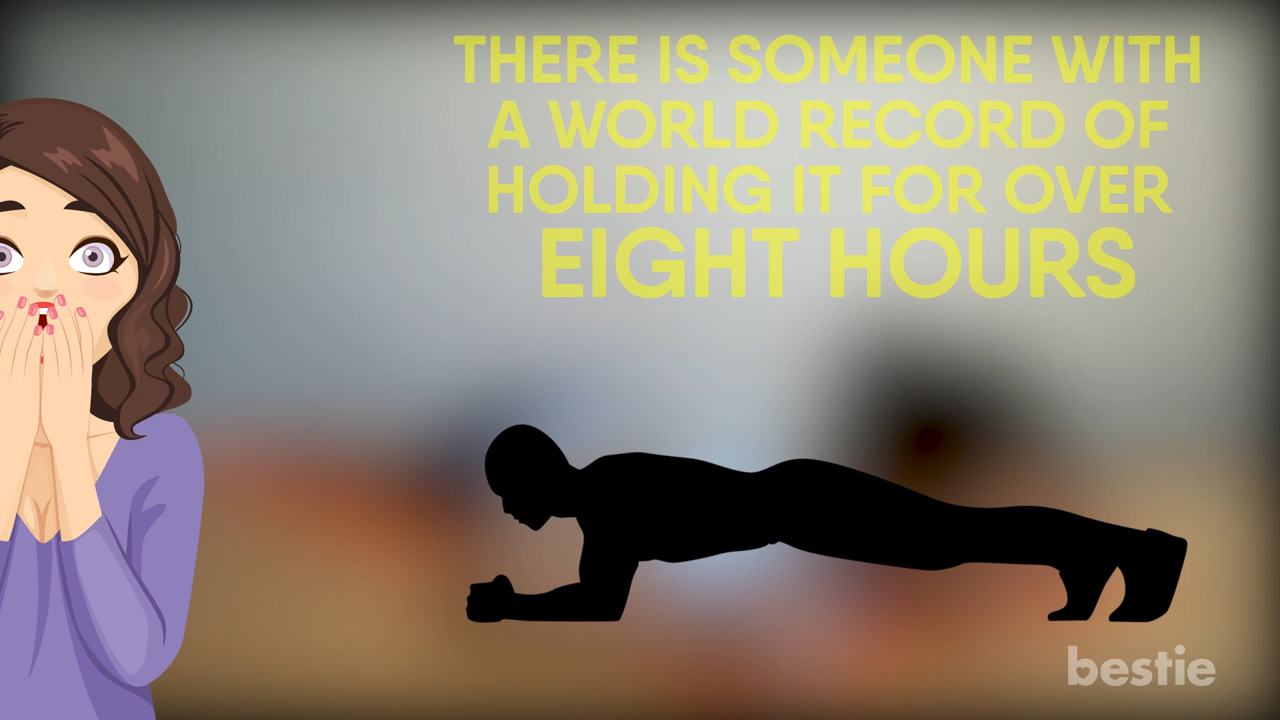 THERE IS SOMEONE WITH
A WORLD RECORD OF
HOLDING IT FOR OVER
EIGHT HOURS
bestie